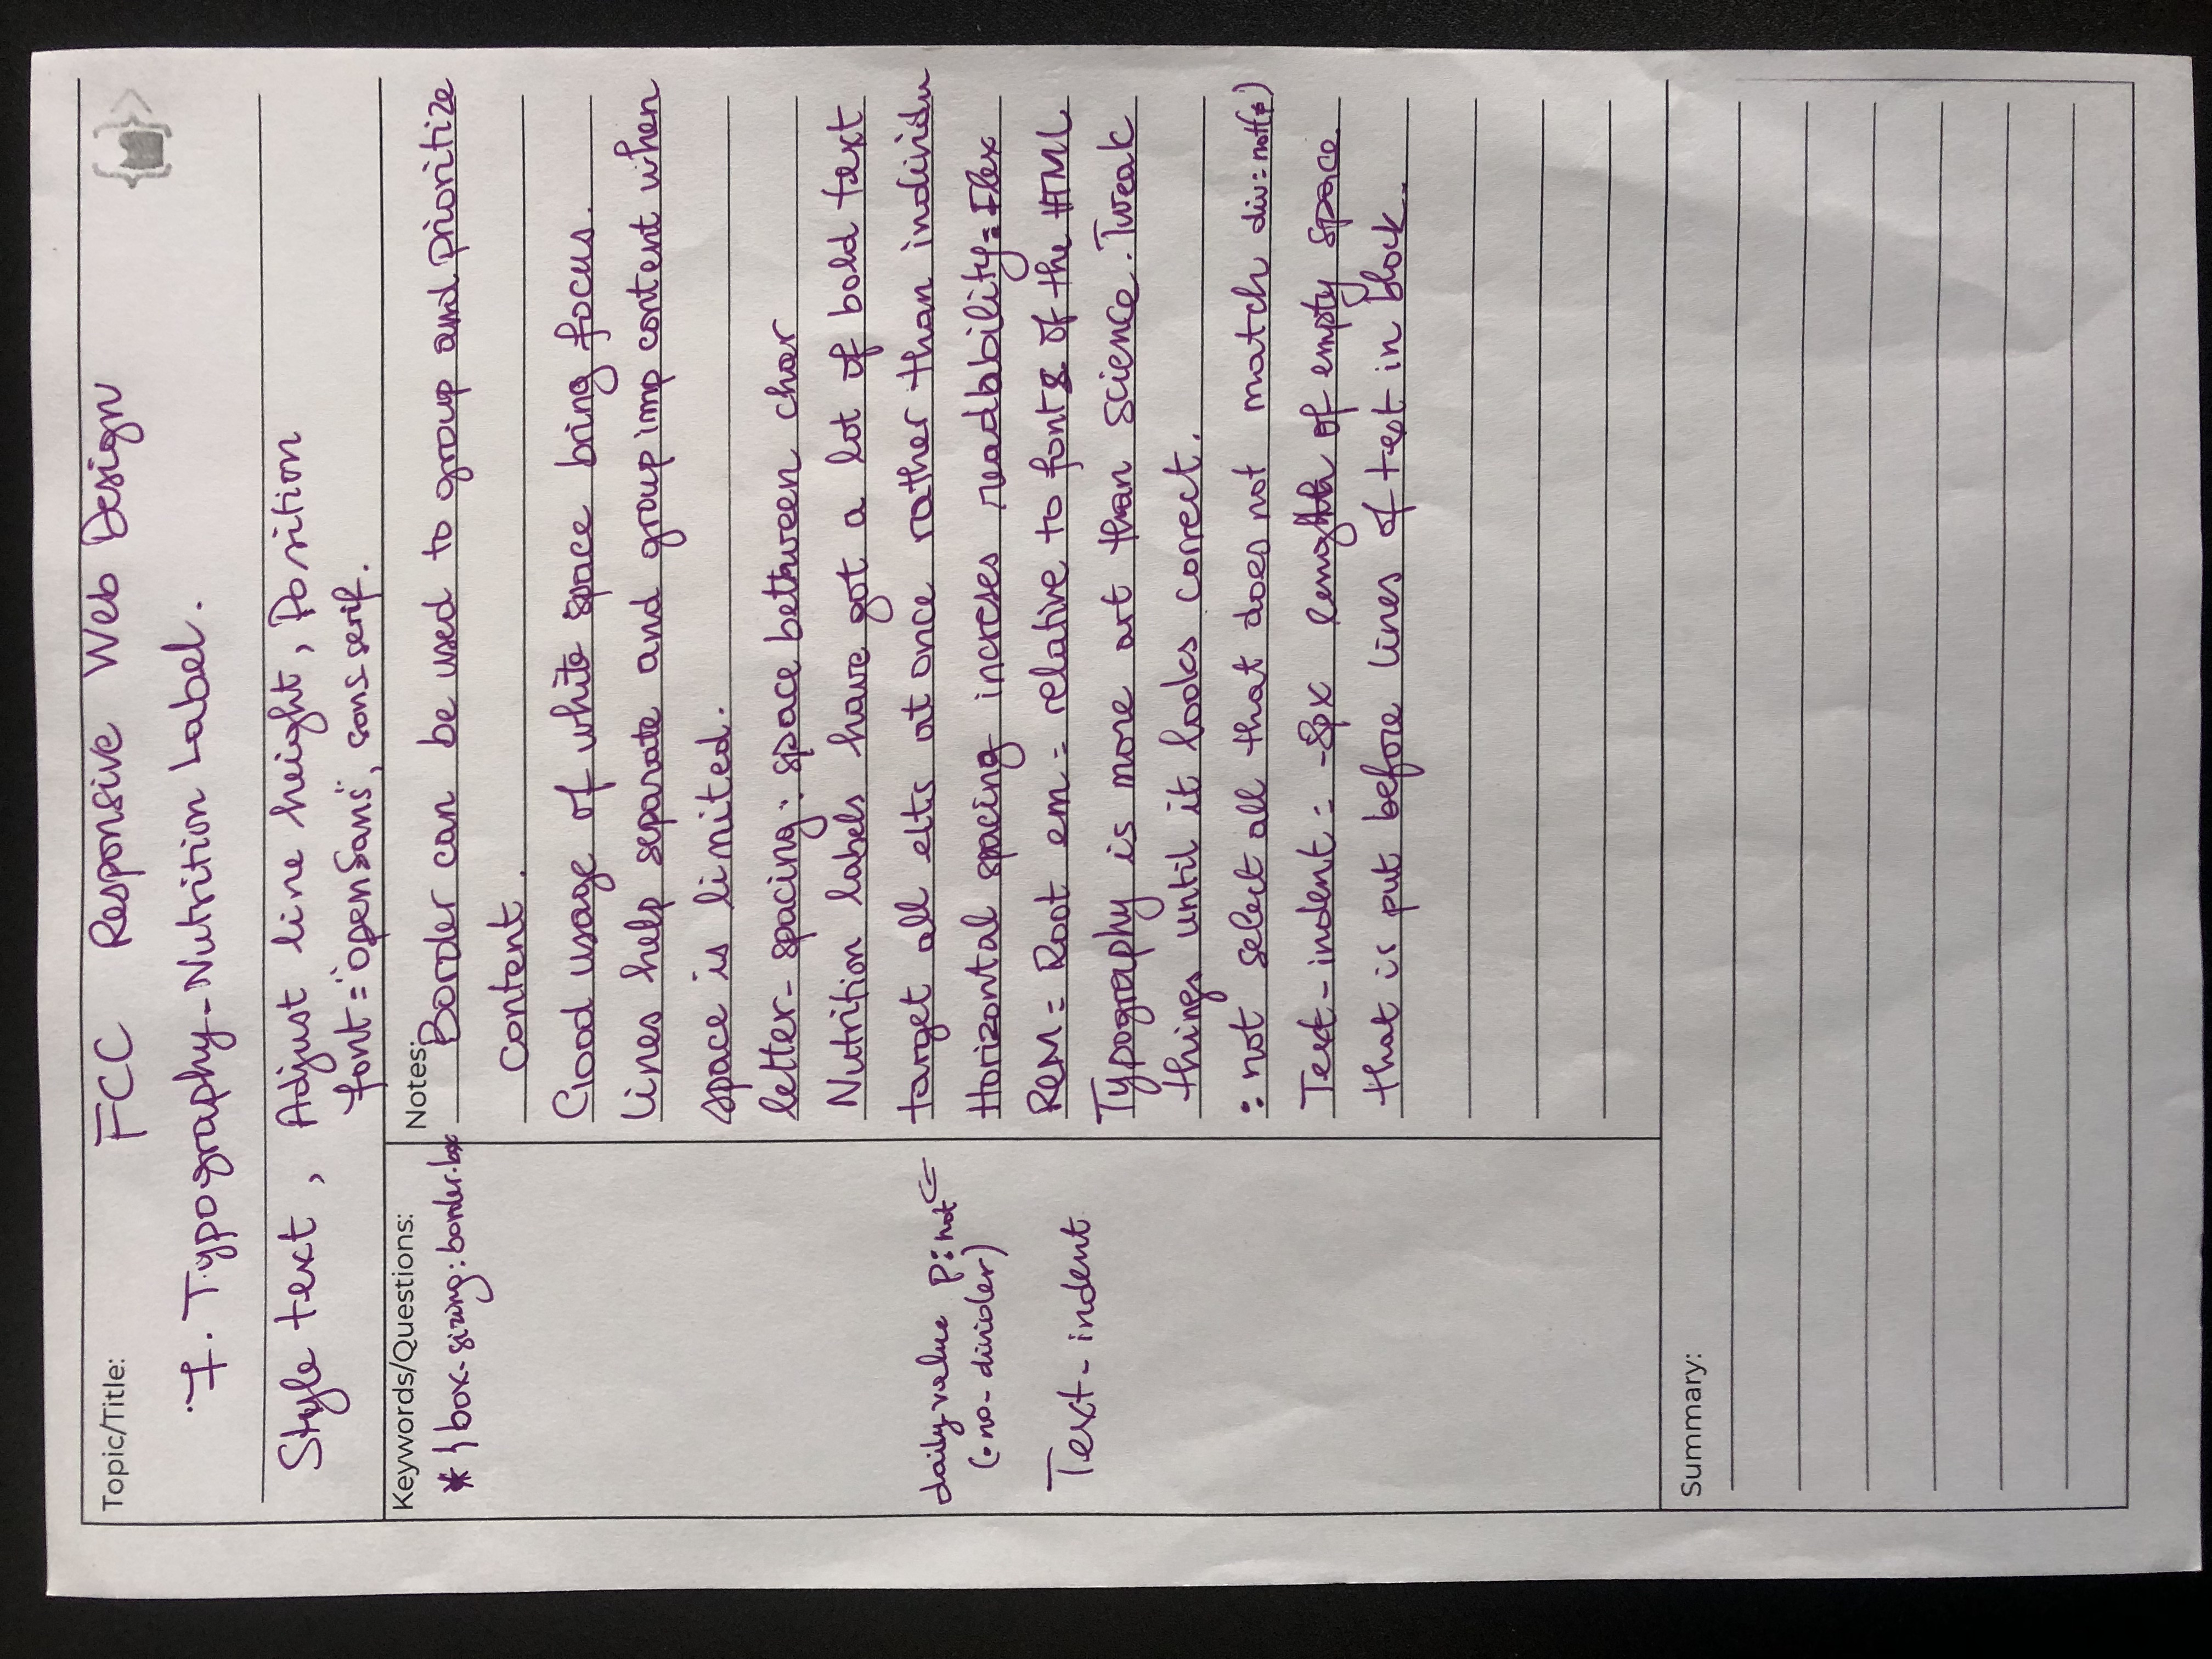 Topic/Title: FCC Responsive Web Design
7. Typography - Nutrition Label.
Style text, Adjust line height, Position
font = "open Sans", sans serif.
Keywords/Questions:
* { box-sizing: border-box
daily value p:not ⇐
(.no-divider)
Text-indent
Notes: Border can be used to group and prioritize
content.
Good usage of white space bring focus.
lines help separate and group imp content when
space is limited.
letter-spacing: space bettween char
Nutrition labels have got a lot of bold text
target all elts at once rather than individu
Horizontal spacing increses readability = Flex
REM = Root em = relative to font of the HTML
Typography is more art than science. Tweak
things until it looks correct.
:not select all that does not match div:not(
Text-indent: -8px length of empty space
that is put before lines of text in block.
Summary: